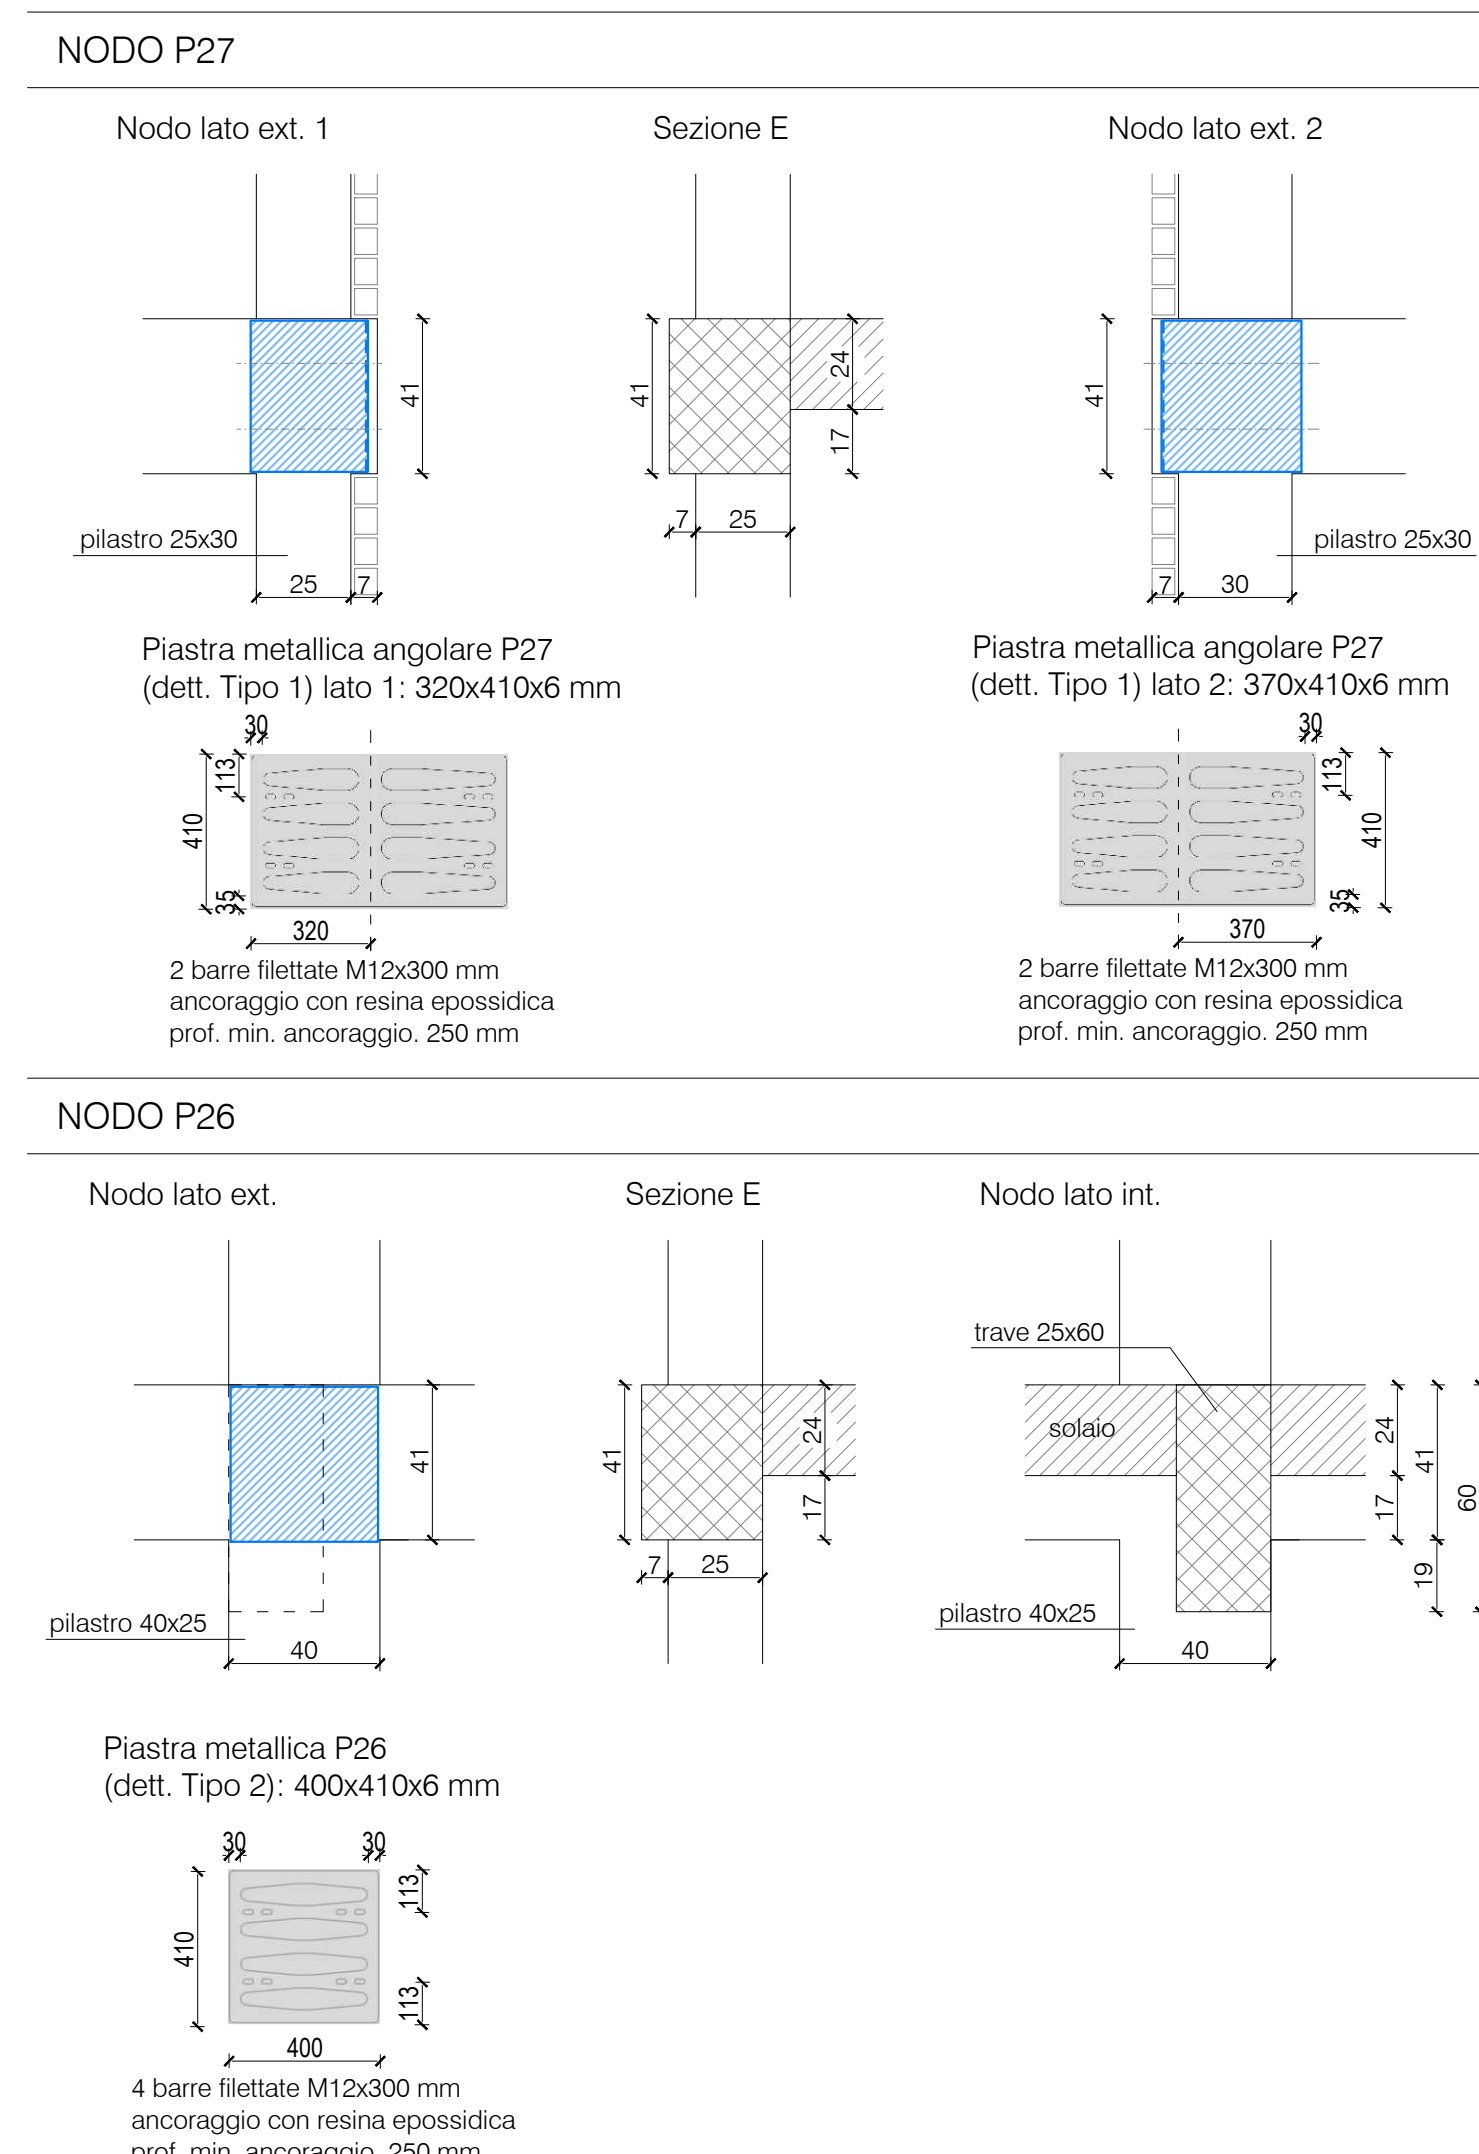 NODO P27
Nodo lato ext. 1
Sezione E
Nodo lato ext. 2
41
41
24
17
41
7
25
pilastro 25x30
25
7
pilastro 25x30
7
30
Piastra metallica angolare P27
(dett. Tipo 1) lato 1: 320x410x6 mm
Piastra metallica angolare P27
(dett. Tipo 1) lato 2: 370x410x6 mm
30
113
410
35
320
30
113
410
35
370
2 barre filettate M12x300 mm
ancoraggio con resina epossidica
prof. min. ancoraggio. 250 mm
2 barre filettate M12x300 mm
ancoraggio con resina epossidica
prof. min. ancoraggio. 250 mm
NODO P26
Nodo lato ext.
Sezione E
Nodo lato int.
trave 25x60
solaio
41
41
24
17
24
41
17
60
19
7
25
pilastro 40x25
40
pilastro 40x25
40
Piastra metallica P26
(dett. Tipo 2): 400x410x6 mm
30
30
113
410
113
400
4 barre filettate M12x300 mm
ancoraggio con resina epossidica
prof. min. ancoraggio. 250 mm